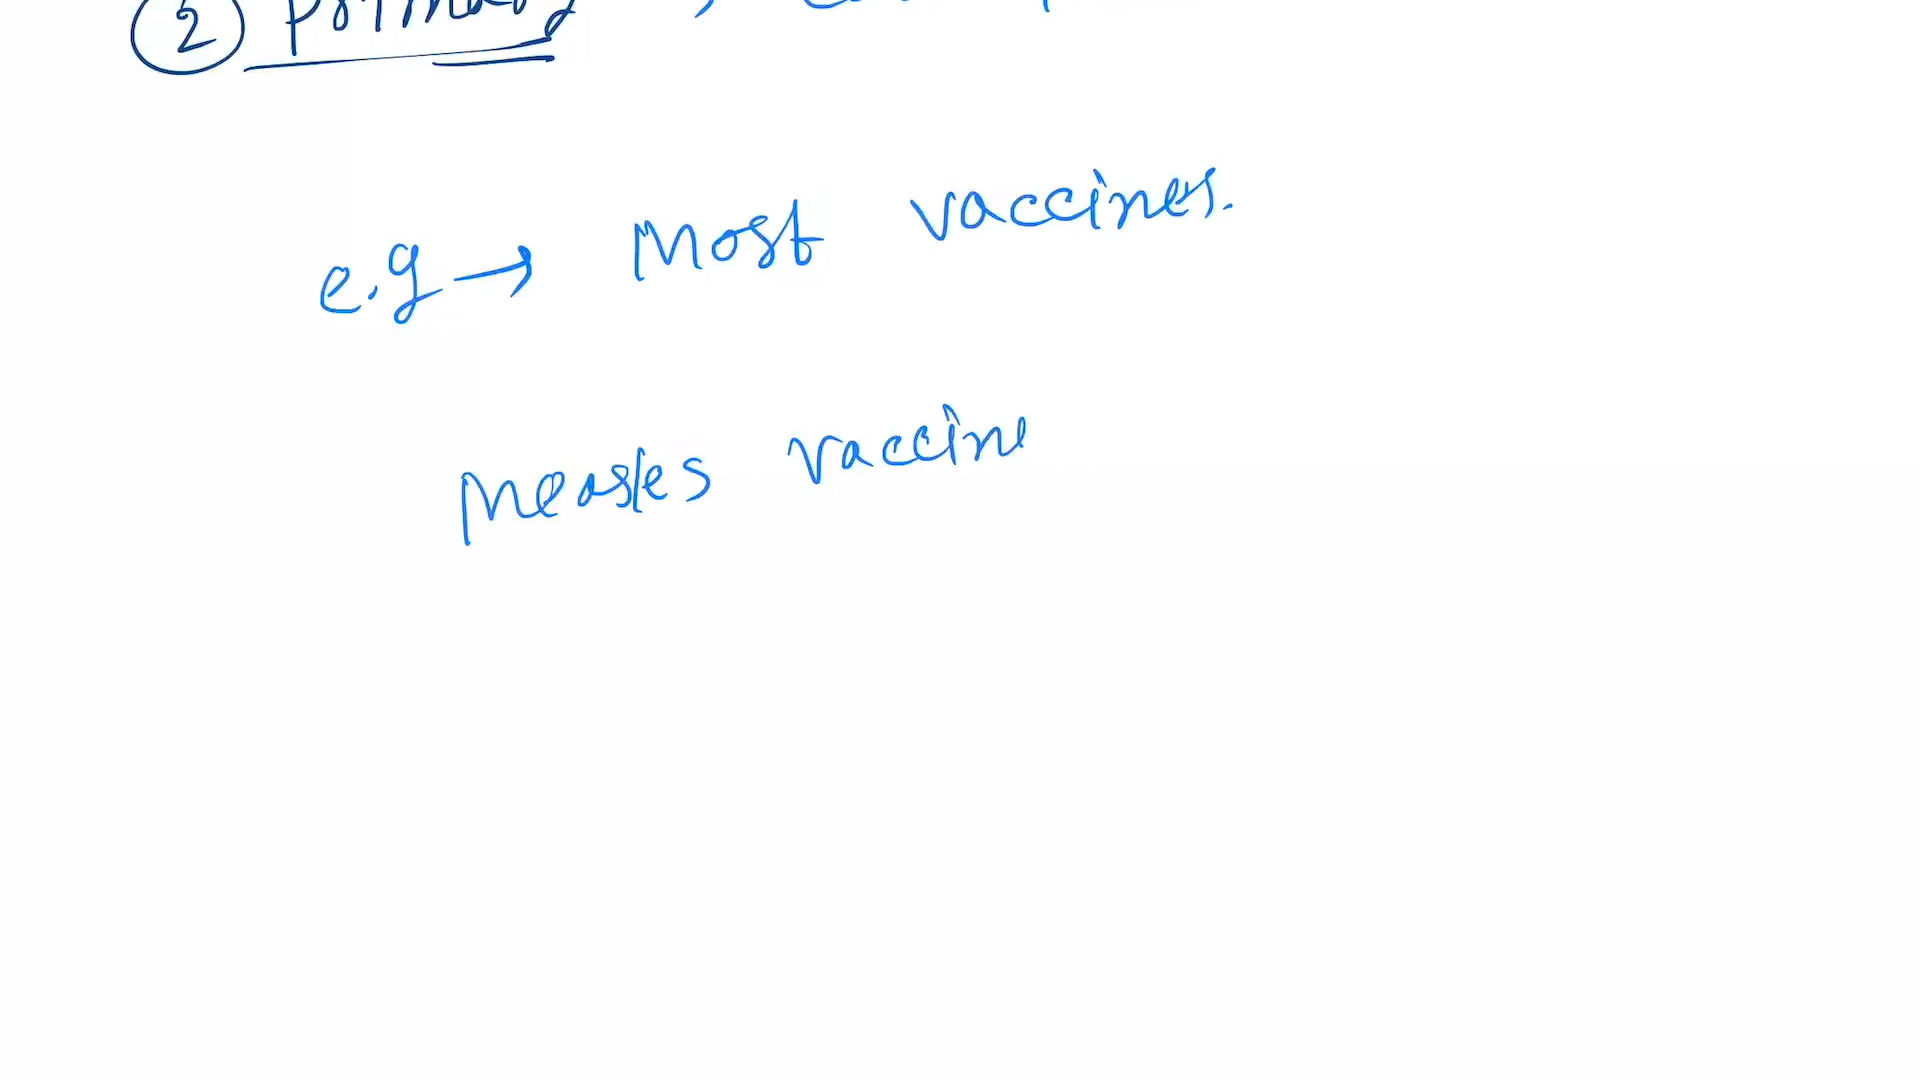 ② Primary
e.g → Most vaccines.
Measles vaccine